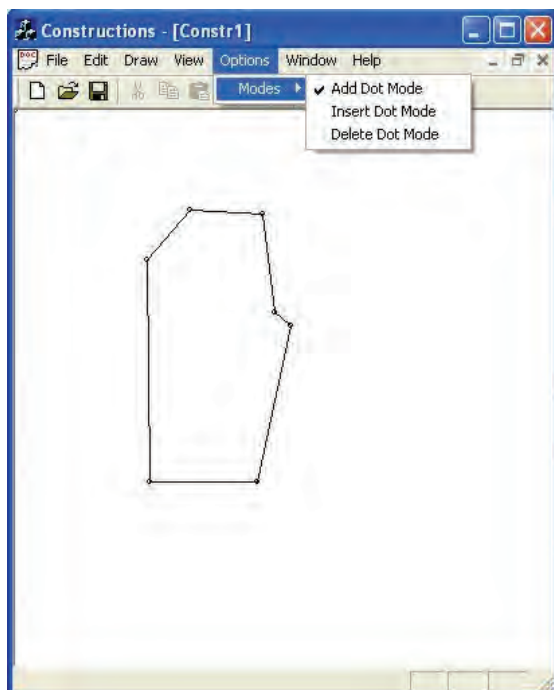 Constructions - [Constr1]
DOC File Edit Draw View Options Window Help
Modes Add Dot Mode
Insert Dot Mode
Delete Dot Mode